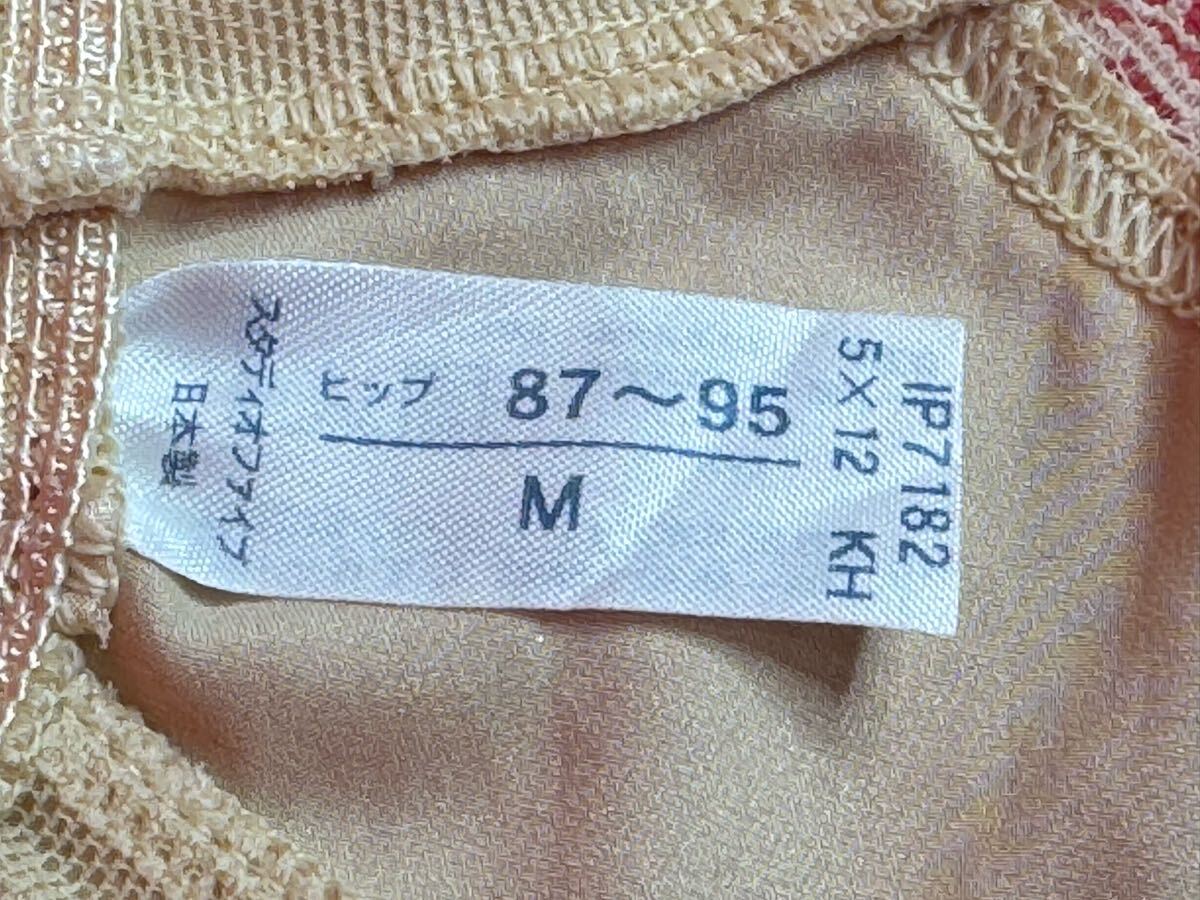 IP7182
5×12 KH
ヒップ 87～95
M
スタディオファイブ
日本製